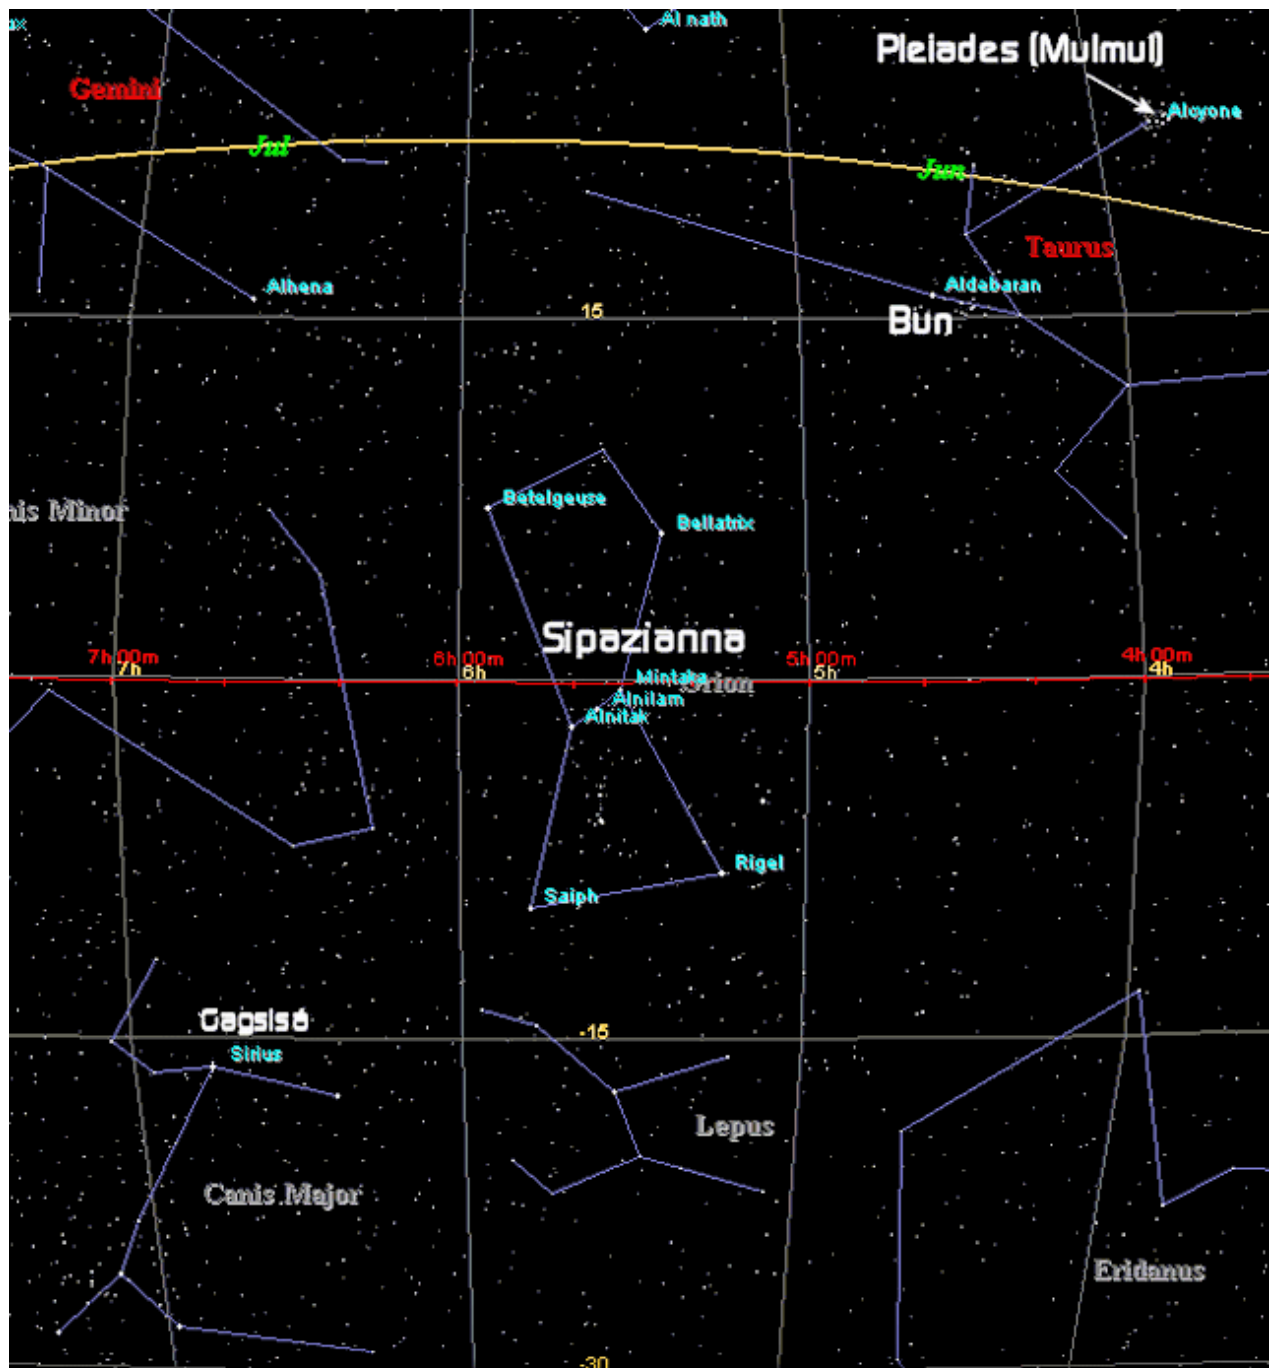 Al nath
Pleiades (Mulmul)
Gemini
Alcyone
Jul
Jun
Taurus
Alhena
Aldebaran
15
Bun
Betelgeuse
ais Minor
Bellatrix
Sipazianna
7h 00m
6h 00m
5h 00m
4h 00m
7h
6h
5h
4h
Mintaka
Orion
Alnilam
Alnitak
Rigel
Saiph
Gagsisá
-15
Sirius
Lepus
Canis Major
Eridanus
-30